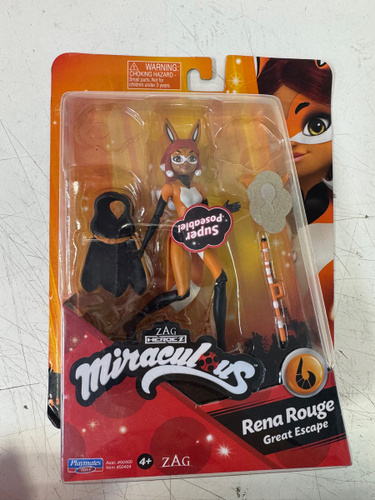 WARNING:
CHOKING HAZARD -
Small parts. Not for
children under 3 years.
Super
Poseable!
ZAG
HEROEZ
Miraculous
Rena Rouge
Great Escape
Playmates
4+
ZAG